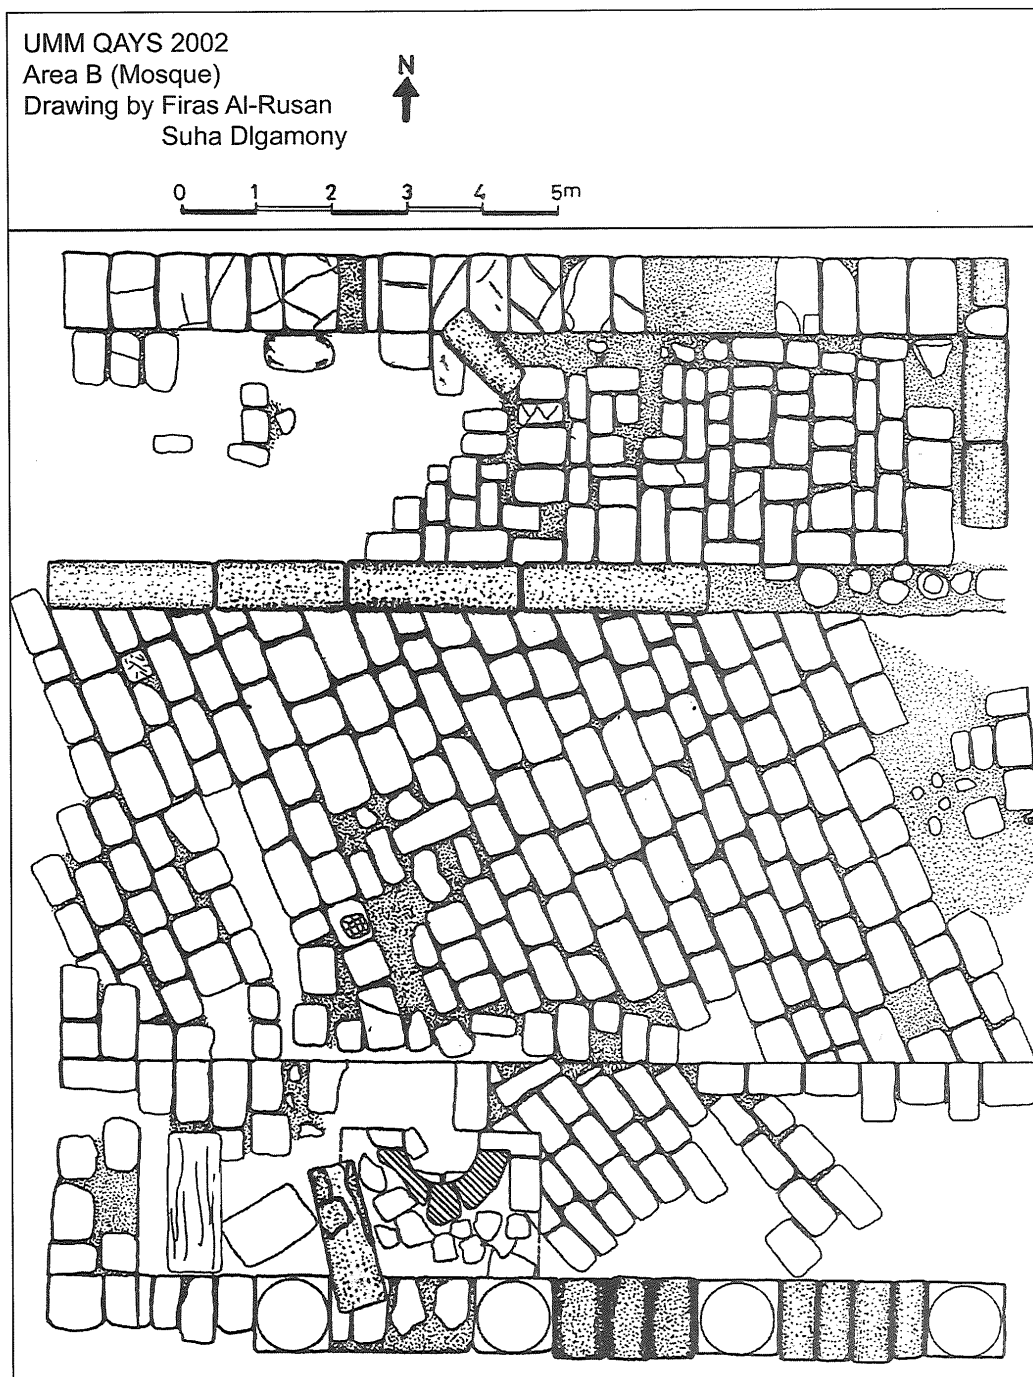 UMM QAYS 2002
Area B (Mosque)
Drawing by Firas Al-Rusan
Suha Dlgamony
N
0 1 2 3 4 5m